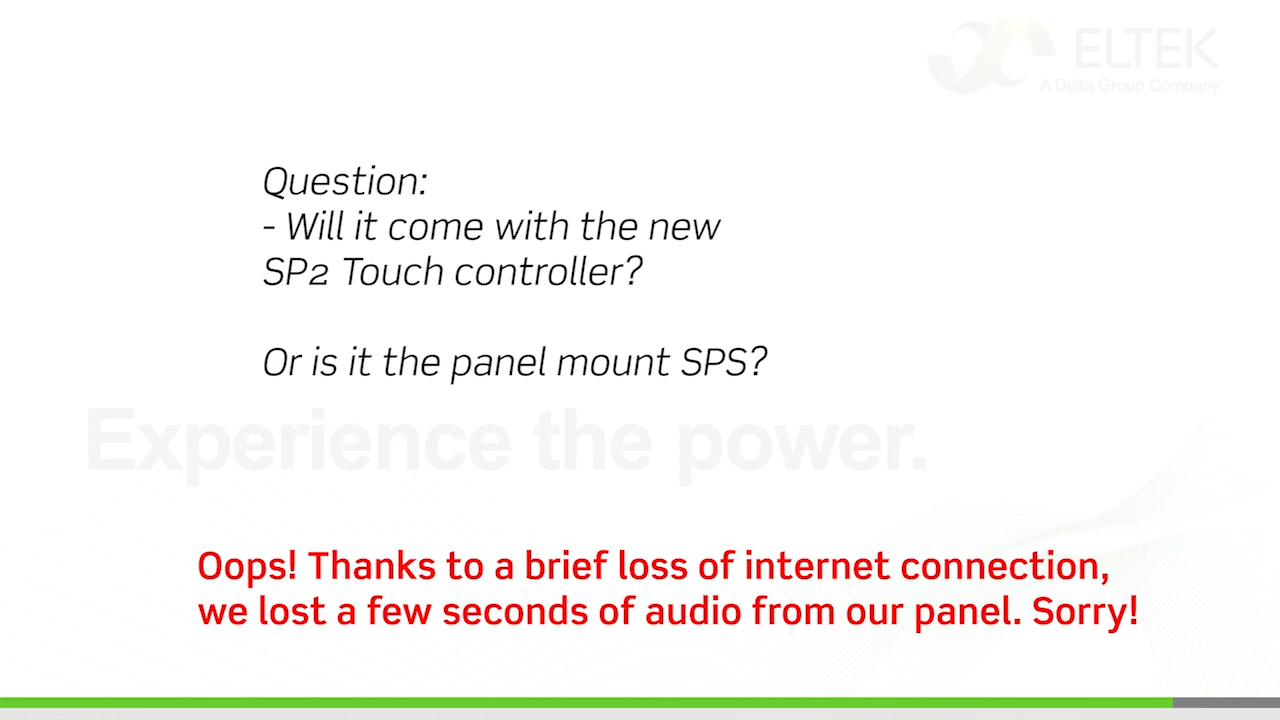 ELTEK
A Delta Group Company
Question:
- Will it come with the new
SP2 Touch controller?
Or is it the panel mount SPS?
Experience the power.
Oops! Thanks to a brief loss of internet connection,
we lost a few seconds of audio from our panel. Sorry!